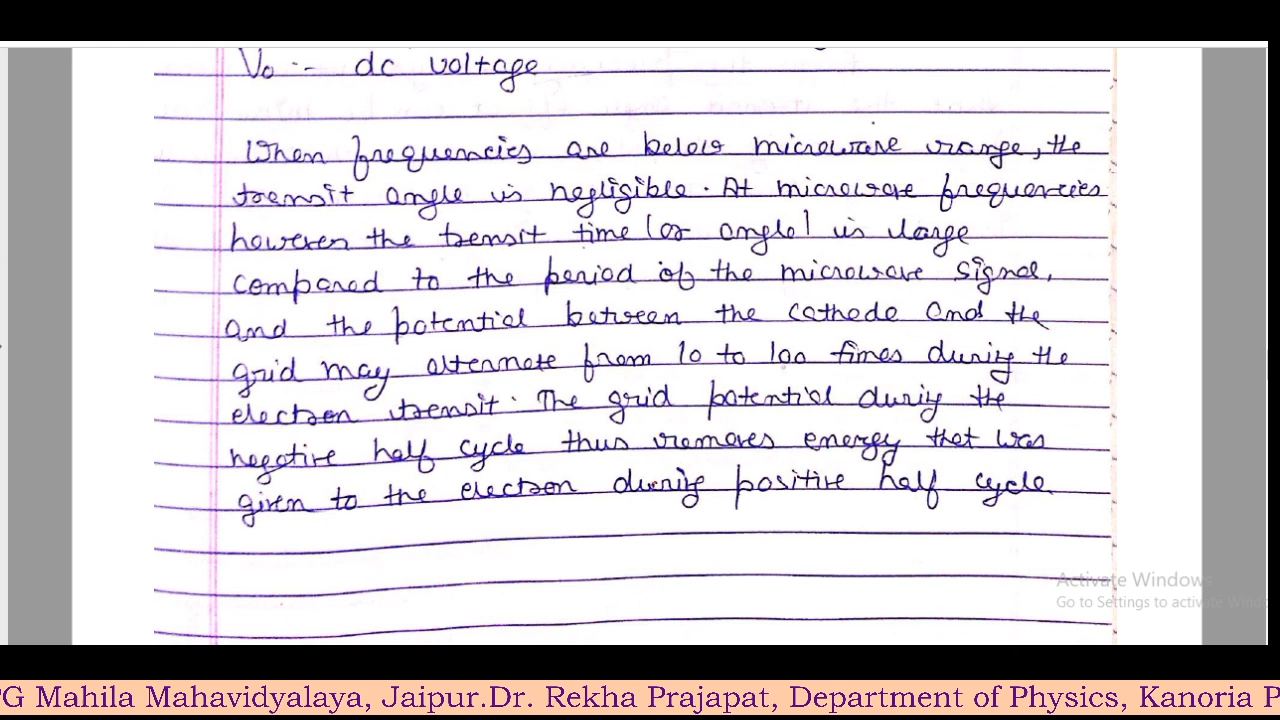 V₀ :- dc voltage
When frequencies are below microwave range, the
transit angle is negligible. At microwave frequencies
however the transit time (or angle) is large
compared to the period of the microwave signal,
and the potential between the cathode and the
grid may alternate from 10 to 100 times during the
electron transit. The grid potential during the
negative half cycle thus removes energy that was
given to the electron during positive half cycle
Activate Windows
Go to Settings to activate Windo
PG Mahila Mahavidyalaya, Jaipur.Dr. Rekha Prajapat, Department of Physics, Kanoria P